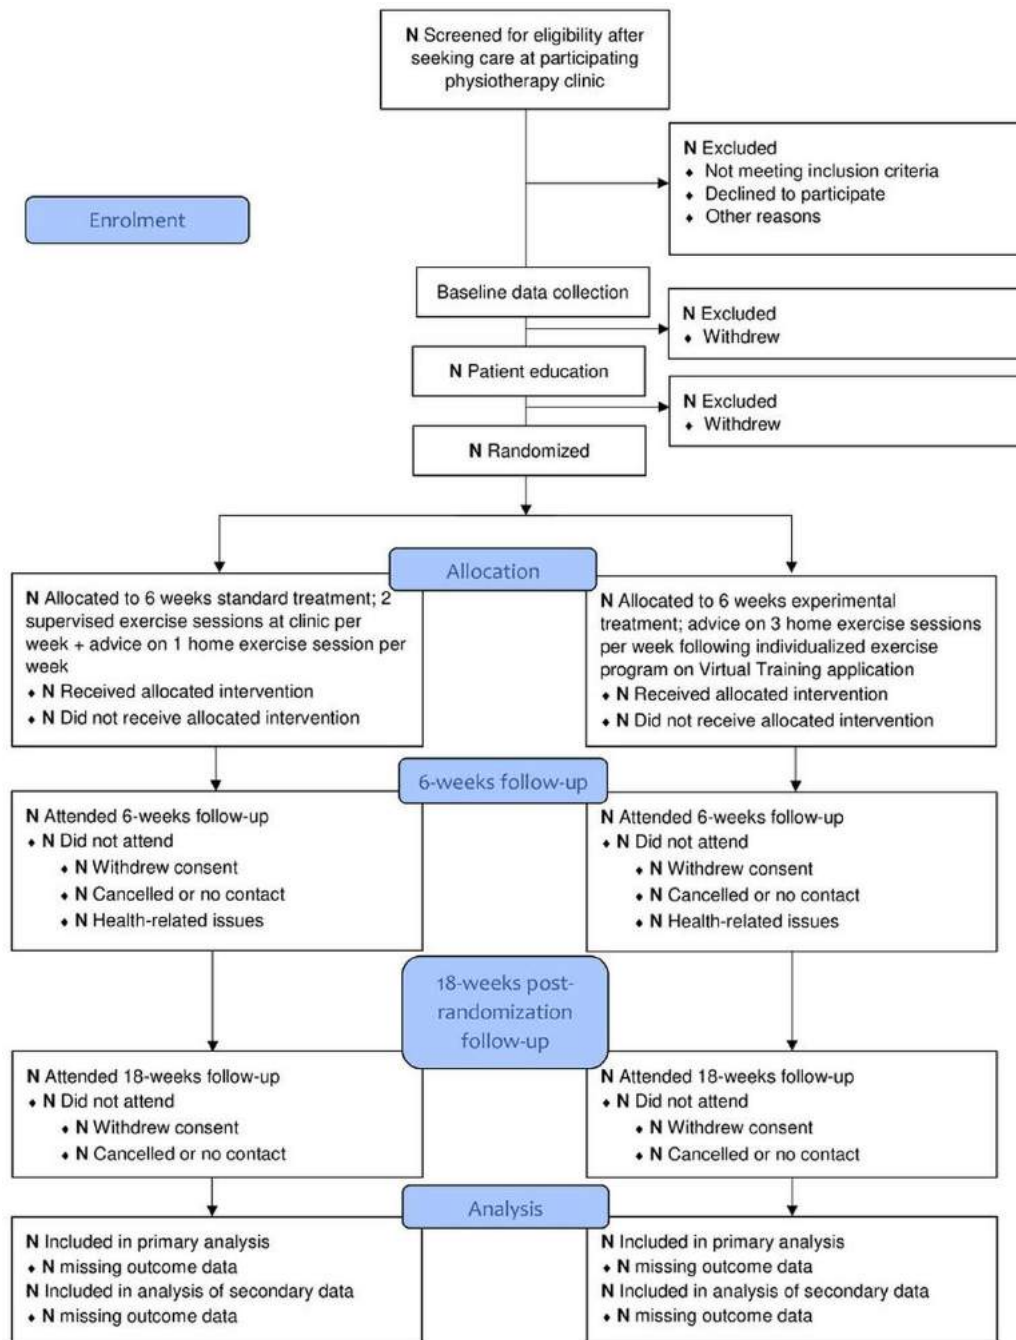 N Screened for eligibility after
seeking care at participating
physiotherapy clinic
N Excluded
⬧ Not meeting inclusion criteria
⬧ Declined to participate
⬧ Other reasons
Enrolment
Baseline data collection
N Excluded
⬧ Withdrew
N Patient education
N Excluded
⬧ Withdrew
N Randomized
Allocation
N Allocated to 6 weeks standard treatment; 2
supervised exercise sessions at clinic per
week + advice on 1 home exercise session per
week
⬧ N Received allocated intervention
⬧ N Did not receive allocated intervention
N Allocated to 6 weeks experimental
treatment; advice on 3 home exercise sessions
per week following individualized exercise
program on Virtual Training application
⬧ N Received allocated intervention
⬧ N Did not receive allocated intervention
6-weeks follow-up
N Attended 6-weeks follow-up
⬧ N Did not attend
⬧ N Withdrew consent
⬧ N Cancelled or no contact
⬧ N Health-related issues
N Attended 6-weeks follow-up
⬧ N Did not attend
⬧ N Withdrew consent
⬧ N Cancelled or no contact
⬧ N Health-related issues
18-weeks post-
randomization
follow-up
N Attended 18-weeks follow-up
⬧ N Did not attend
⬧ N Withdrew consent
⬧ N Cancelled or no contact
N Attended 18-weeks follow-up
⬧ N Did not attend
⬧ N Withdrew consent
⬧ N Cancelled or no contact
Analysis
N Included in primary analysis
⬧ N missing outcome data
N Included in analysis of secondary data
⬧ N missing outcome data
N Included in primary analysis
⬧ N missing outcome data
N Included in analysis of secondary data
⬧ N missing outcome data